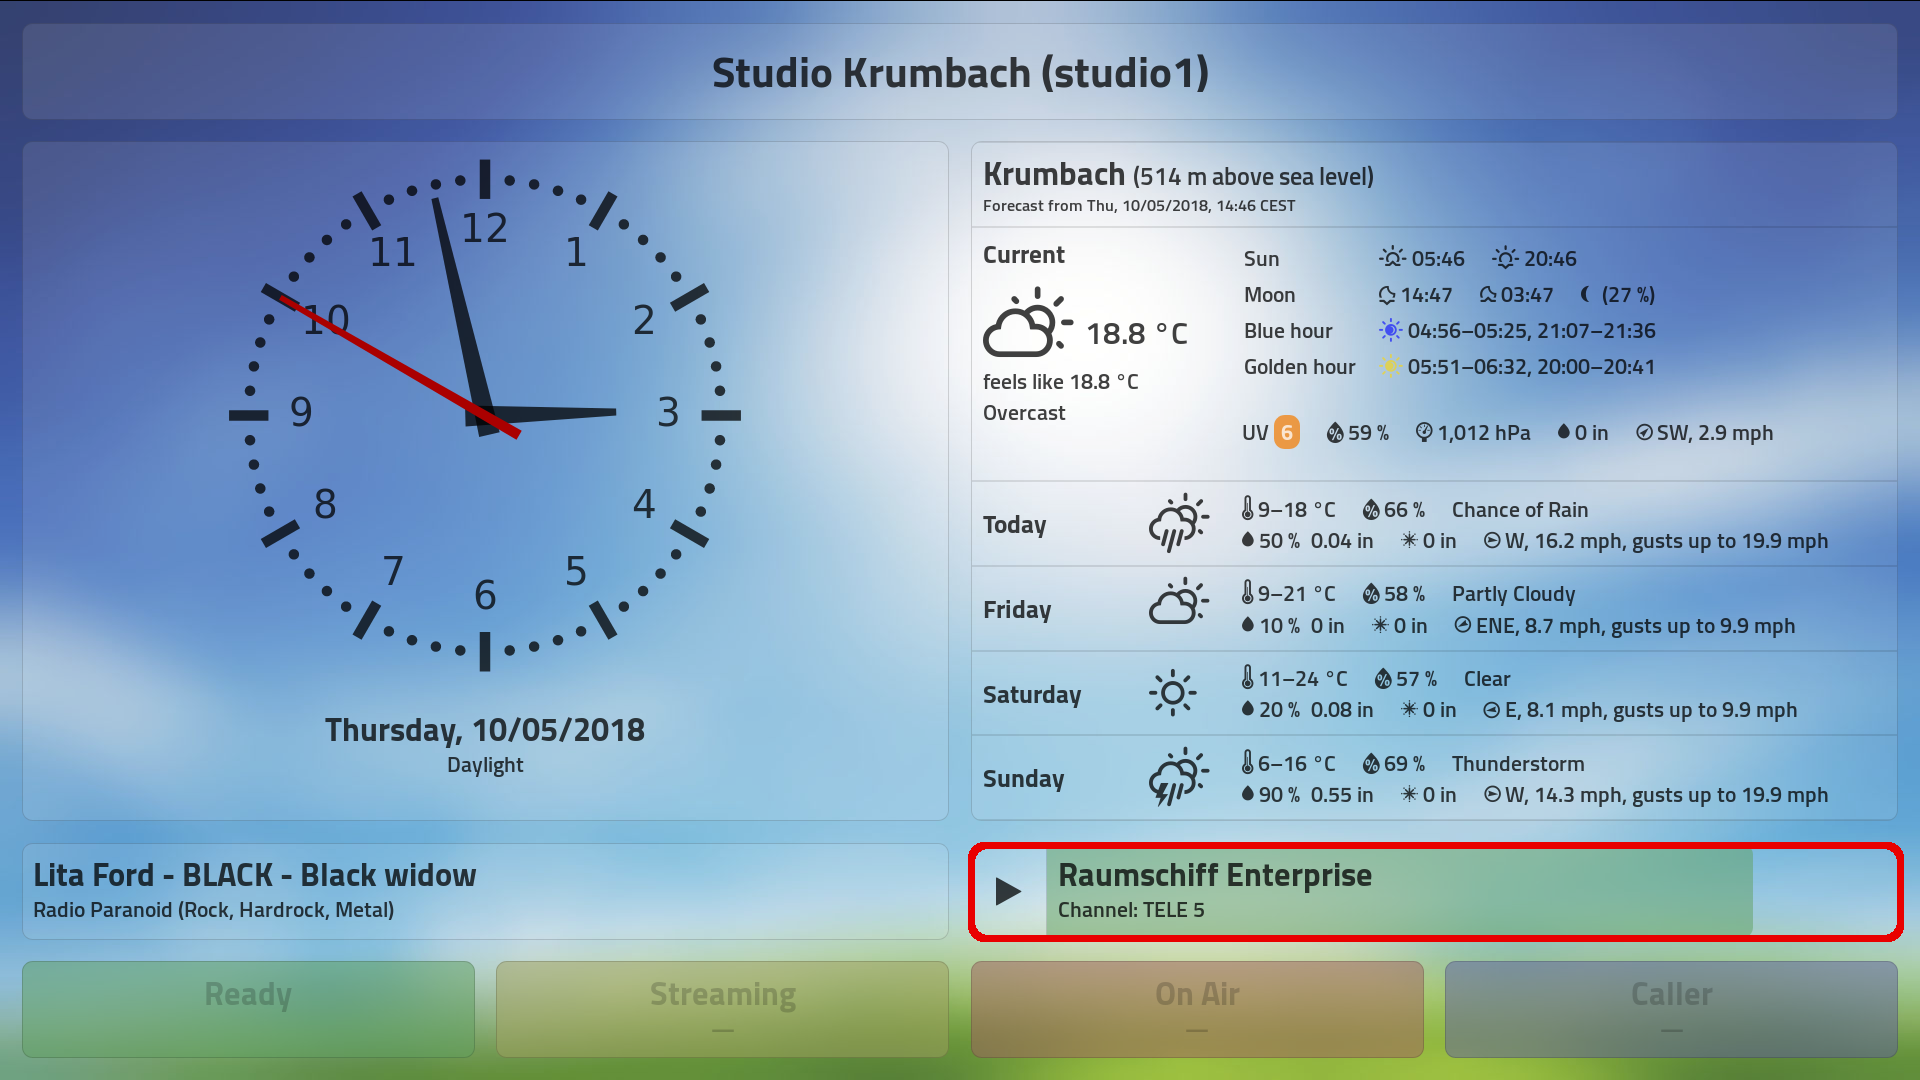 Studio Krumbach (studio1)
12
1
2
3
4
5
6
7
8
9
10
11
Thursday, 10/05/2018
Daylight
Krumbach (514 m above sea level)
Forecast from Thu, 10/05/2018, 14:46 CEST
Current
18.8 °C
feels like 18.8 °C
Overcast
Sun 05:46 20:46
Moon 14:47 03:47 (27 %)
Blue hour 04:56–05:25, 21:07–21:36
Golden hour 05:51–06:32, 20:00–20:41
UV 6 59 % 1,012 hPa 0 in SW, 2.9 mph
Today
9–18 °C 66 % Chance of Rain
50 % 0.04 in 0 in W, 16.2 mph, gusts up to 19.9 mph
Friday
9–21 °C 58 % Partly Cloudy
10 % 0 in 0 in ENE, 8.7 mph, gusts up to 9.9 mph
Saturday
11–24 °C 57 % Clear
20 % 0.08 in 0 in E, 8.1 mph, gusts up to 9.9 mph
Sunday
6–16 °C 69 % Thunderstorm
90 % 0.55 in 0 in W, 14.3 mph, gusts up to 19.9 mph
Lita Ford - BLACK - Black widow
Radio Paranoid (Rock, Hardrock, Metal)
Raumschiff Enterprise
Channel: TELE 5
Ready
Streaming
—
On Air
—
Caller
—